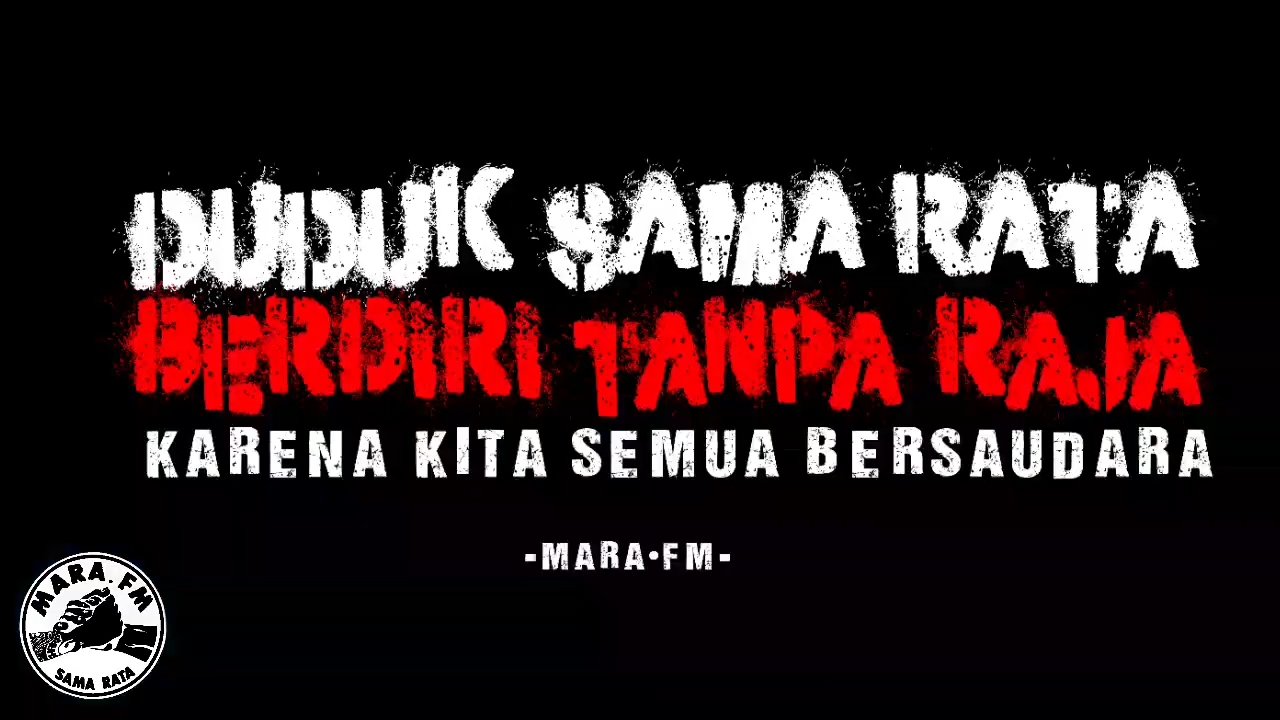 DUDUK SAMA RATA
BERDIRI TANPA RAJA
KARENA KITA SEMUA BERSAUDARA
-MARA•FM-
MARA.FM
SAMA RATA